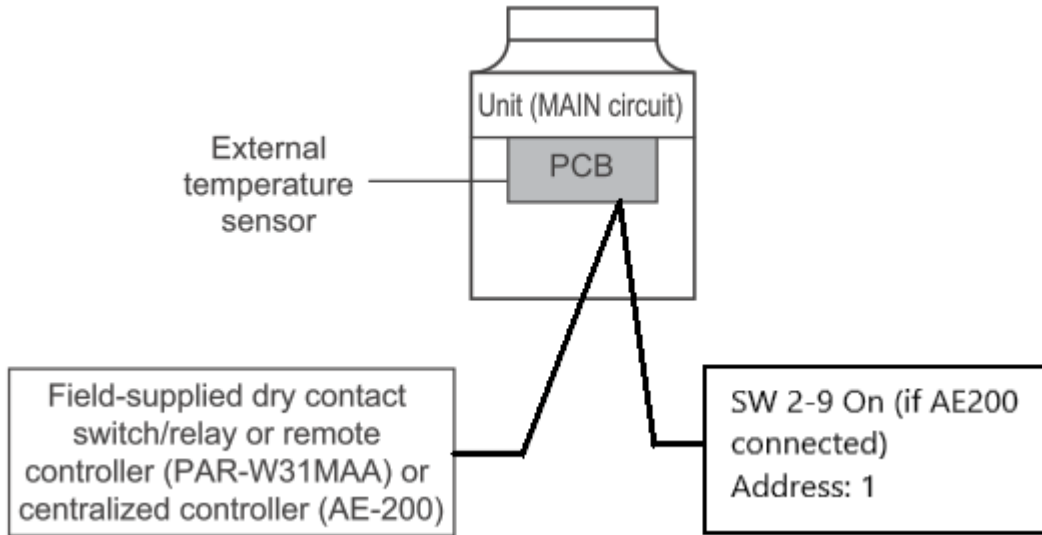 Unit (MAIN circuit)
PCB
External
temperature
sensor
Field-supplied dry contact
switch/relay or remote
controller (PAR-W31MAA) or
centralized controller (AE-200)
SW 2-9 On (if AE200
connected)
Address: 1